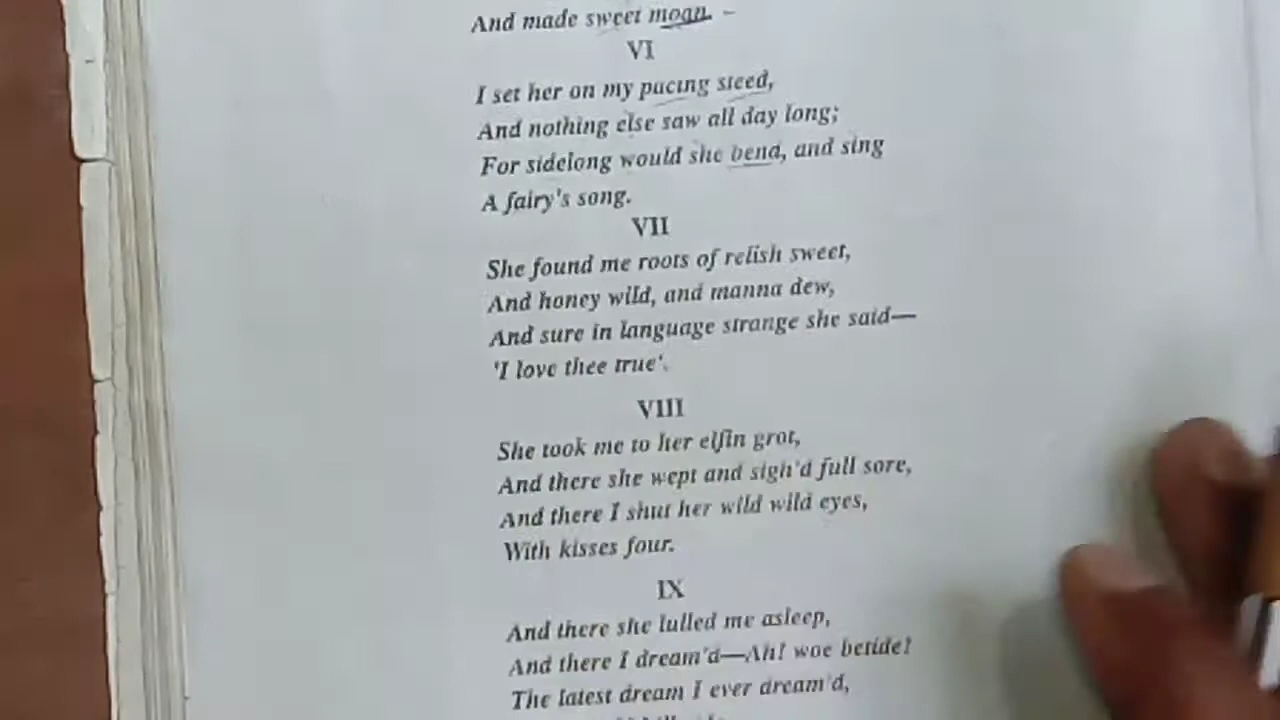 And made sweet moan.
VI
I set her on my pacing steed,
And nothing else saw all day long;
For sidelong would she bend, and sing
A fairy's song.
VII
She found me roots of relish sweet,
And honey wild, and manna dew,
And sure in language strange she said—
'I love thee true'.
VIII
She took me to her elfin grot,
And there she wept and sigh'd full sore,
And there I shut her wild wild eyes,
With kisses four.
IX
And there she lulled me asleep,
And there I dream'd—Ah! woe betide!
The latest dream I ever dream'd,